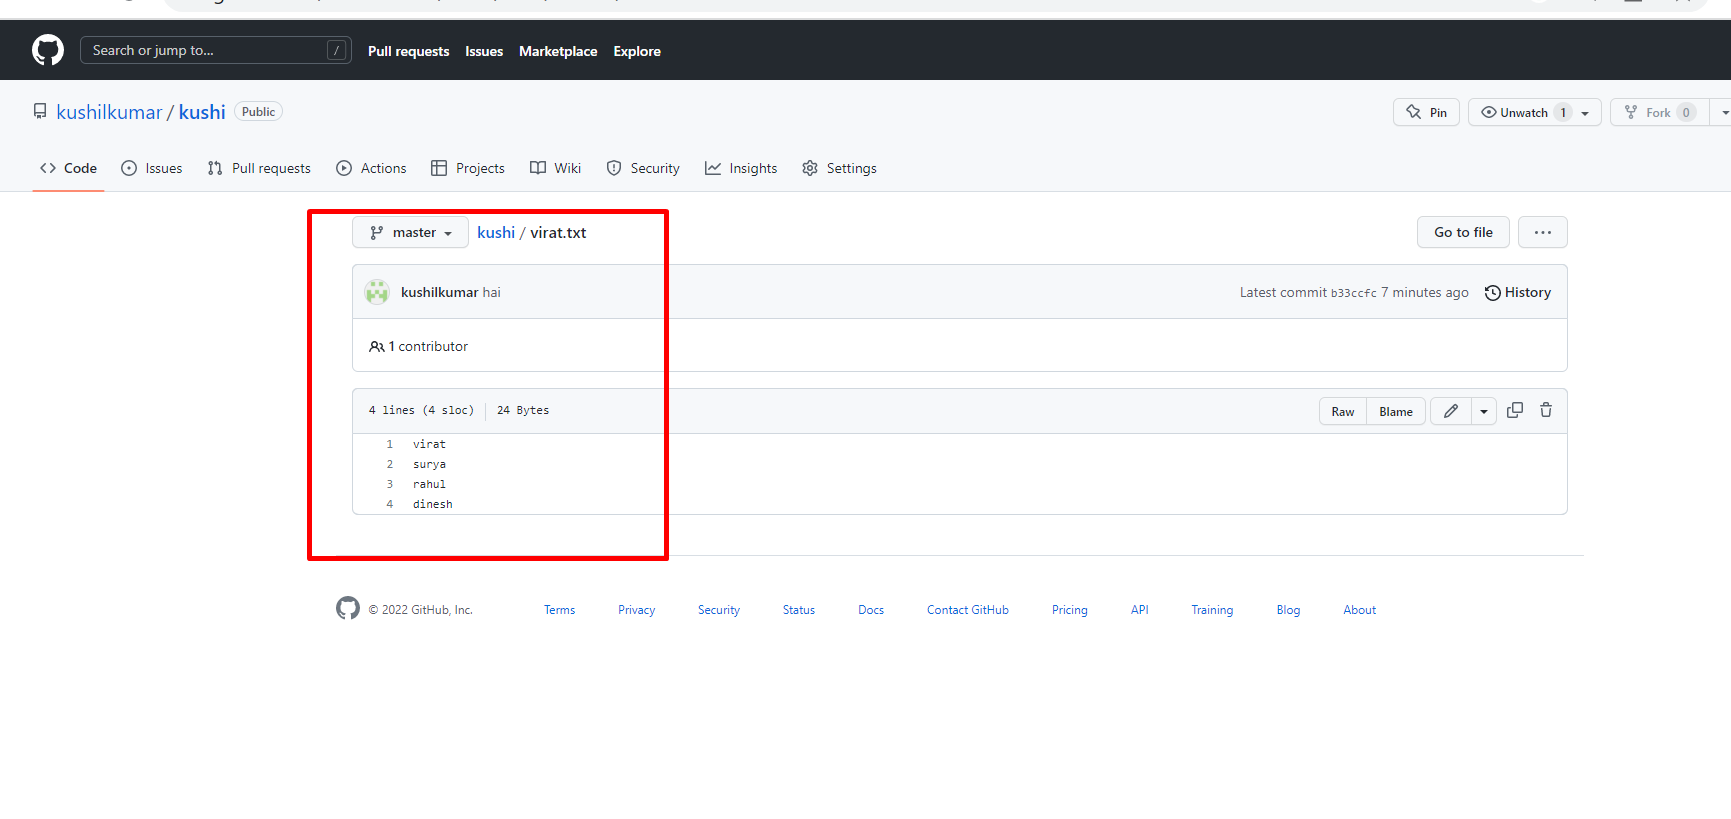 Search or jump to... /
Pull requests Issues Marketplace Explore
kushilkumar / kushi Public
Pin Unwatch 1 Fork 0
Code Issues Pull requests Actions Projects Wiki Security Insights Settings
master kushi / virat.txt
Go to file ...
kushilkumar hai
Latest commit b33ccfc 7 minutes ago History
1 contributor
4 lines (4 sloc) 24 Bytes
Raw Blame
1 virat
2 surya
3 rahul
4 dinesh
© 2022 GitHub, Inc. Terms Privacy Security Status Docs Contact GitHub Pricing API Training Blog About